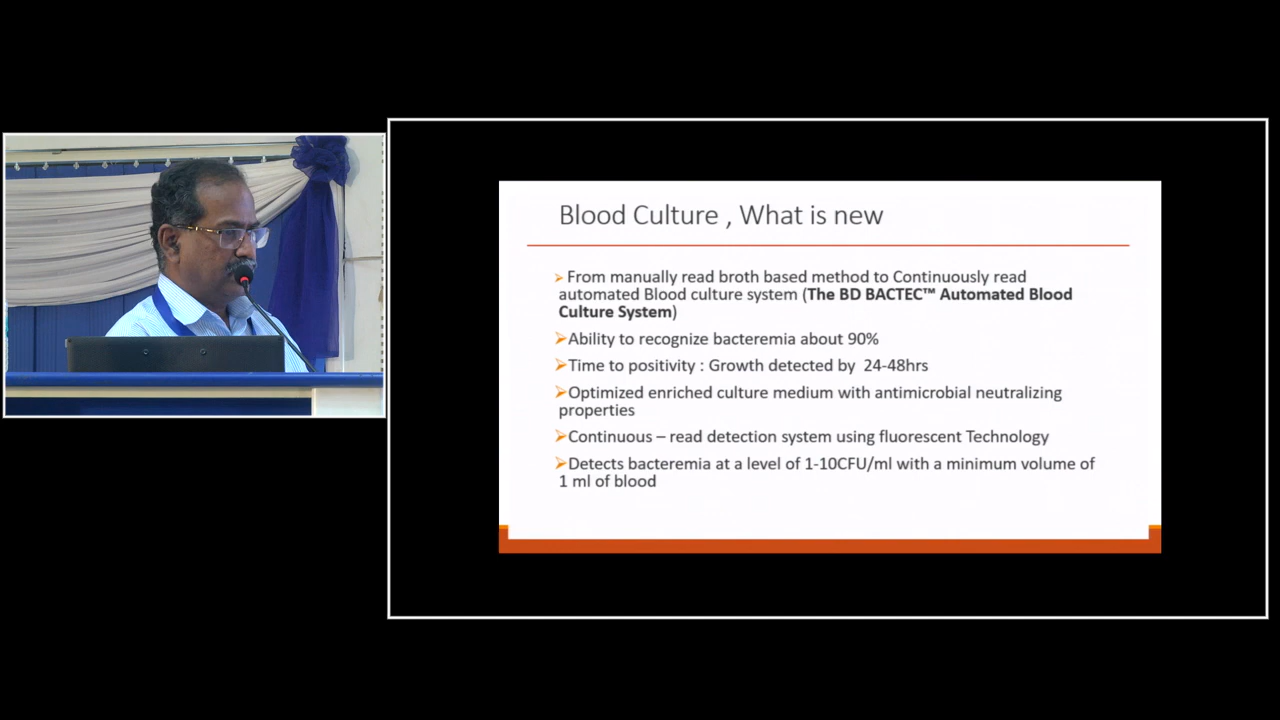 Blood Culture , What is new
➢ From manually read broth based method to Continuously read
automated Blood culture system (The BD BACTEC™ Automated Blood
Culture System)
➢Ability to recognize bacteremia about 90%
➢Time to positivity : Growth detected by 24-48hrs
➢Optimized enriched culture medium with antimicrobial neutralizing
properties
➢Continuous – read detection system using fluorescent Technology
➢Detects bacteremia at a level of 1-10CFU/ml with a minimum volume of
1 ml of blood